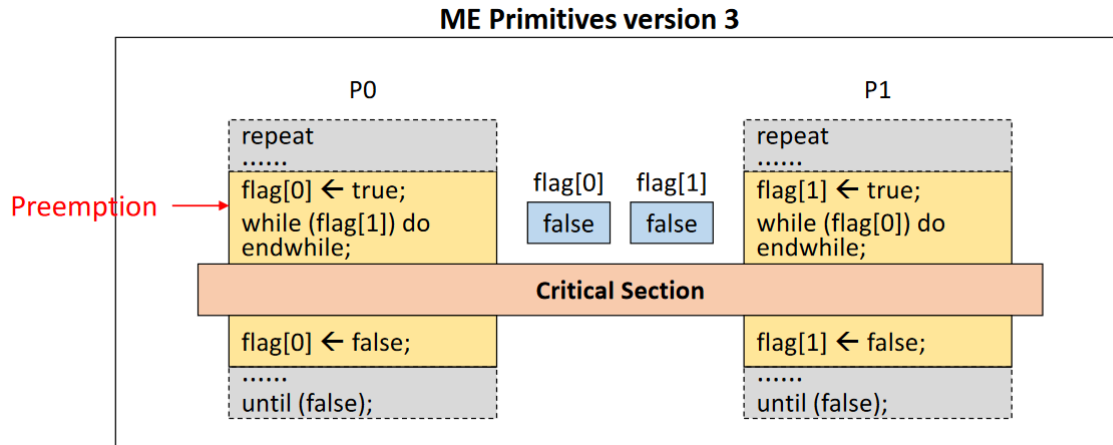 ME Primitives version 3
P0
P1
repeat
......
flag[0] ← true;
while (flag[1]) do
endwhile;
Preemption
flag[0]
flag[1]
false
false
repeat
......
flag[1] ← true;
while (flag[0]) do
endwhile;
Critical Section
flag[0] ← false;
......
until (false);
flag[1] ← false;
......
until (false);